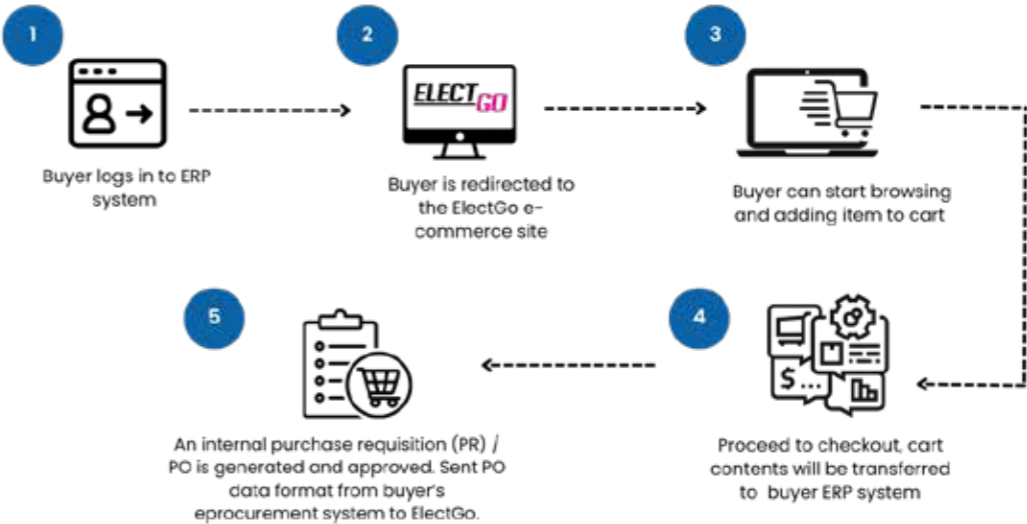 1
Buyer logs in to ERP
system
2
ELECTGO
Buyer is redirected to
the ElectGo e-
commerce site
3
Buyer can start browsing
and adding item to cart
4
$...
Proceed to checkout, cart
contents will be transferred
to buyer ERP system
5
An internal purchase requisition (PR) /
PO is generated and approved. Sent PO
data format from buyer's
eprocurement system to ElectGo.